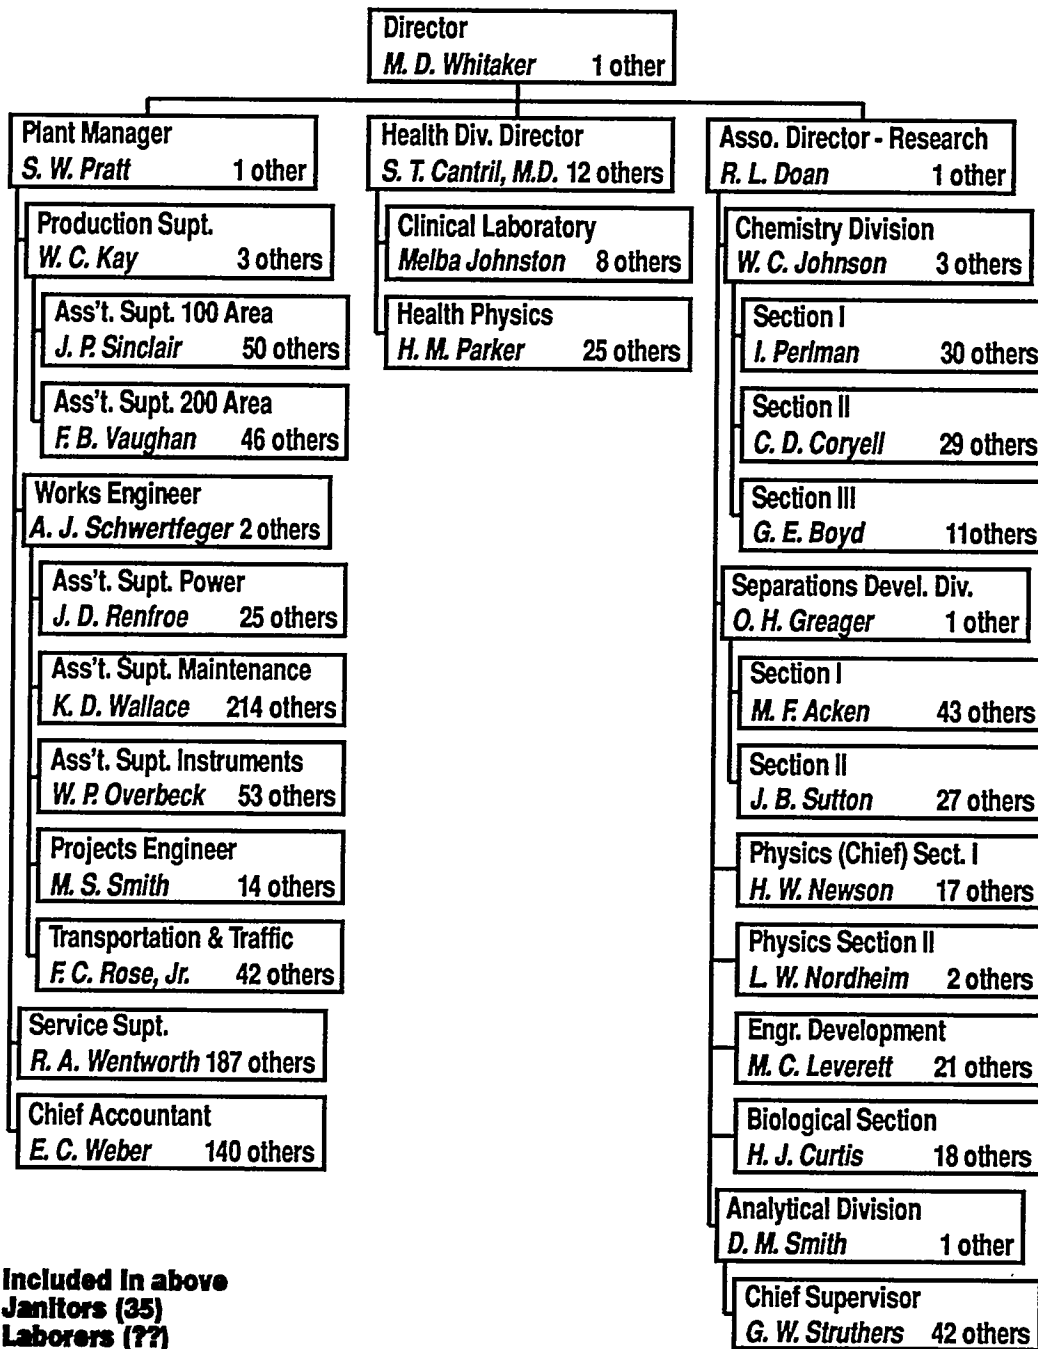 Director
M. D. Whitaker 1 other
Plant Manager
S. W. Pratt 1 other
Production Supt.
W. C. Kay 3 others
Ass't. Supt. 100 Area
J. P. Sinclair 50 others
Ass't. Supt. 200 Area
F. B. Vaughan 46 others
Works Engineer
A. J. Schwertfeger 2 others
Ass't. Supt. Power
J. D. Renfroe 25 others
Ass't. Supt. Maintenance
K. D. Wallace 214 others
Ass't. Supt. Instruments
W. P. Overbeck 53 others
Projects Engineer
M. S. Smith 14 others
Transportation & Traffic
F. C. Rose, Jr. 42 others
Service Supt.
R. A. Wentworth 187 others
Chief Accountant
E. C. Weber 140 others
Health Div. Director
S. T. Cantril, M.D. 12 others
Clinical Laboratory
Melba Johnston 8 others
Health Physics
H. M. Parker 25 others
Asso. Director - Research
R. L. Doan 1 other
Chemistry Division
W. C. Johnson 3 others
Section I
I. Perlman 30 others
Section II
C. D. Coryell 29 others
Section III
G. E. Boyd 11others
Separations Devel. Div.
O. H. Greager 1 other
Section I
M. F. Acken 43 others
Section II
J. B. Sutton 27 others
Physics (Chief) Sect. I
H. W. Newson 17 others
Physics Section II
L. W. Nordheim 2 others
Engr. Development
M. C. Leverett 21 others
Biological Section
H. J. Curtis 18 others
Analytical Division
D. M. Smith 1 other
Chief Supervisor
G. W. Struthers 42 others
Included in above
Janitors (35)
Laborers (??)